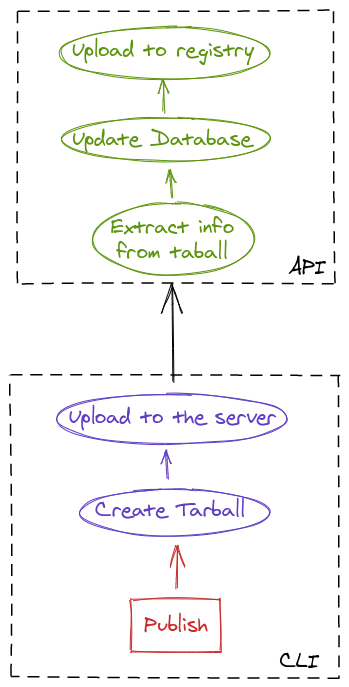 Upload to registry
Update Database
Extract info
from taball
API
Upload to the server
Create Tarball
Publish
CLI